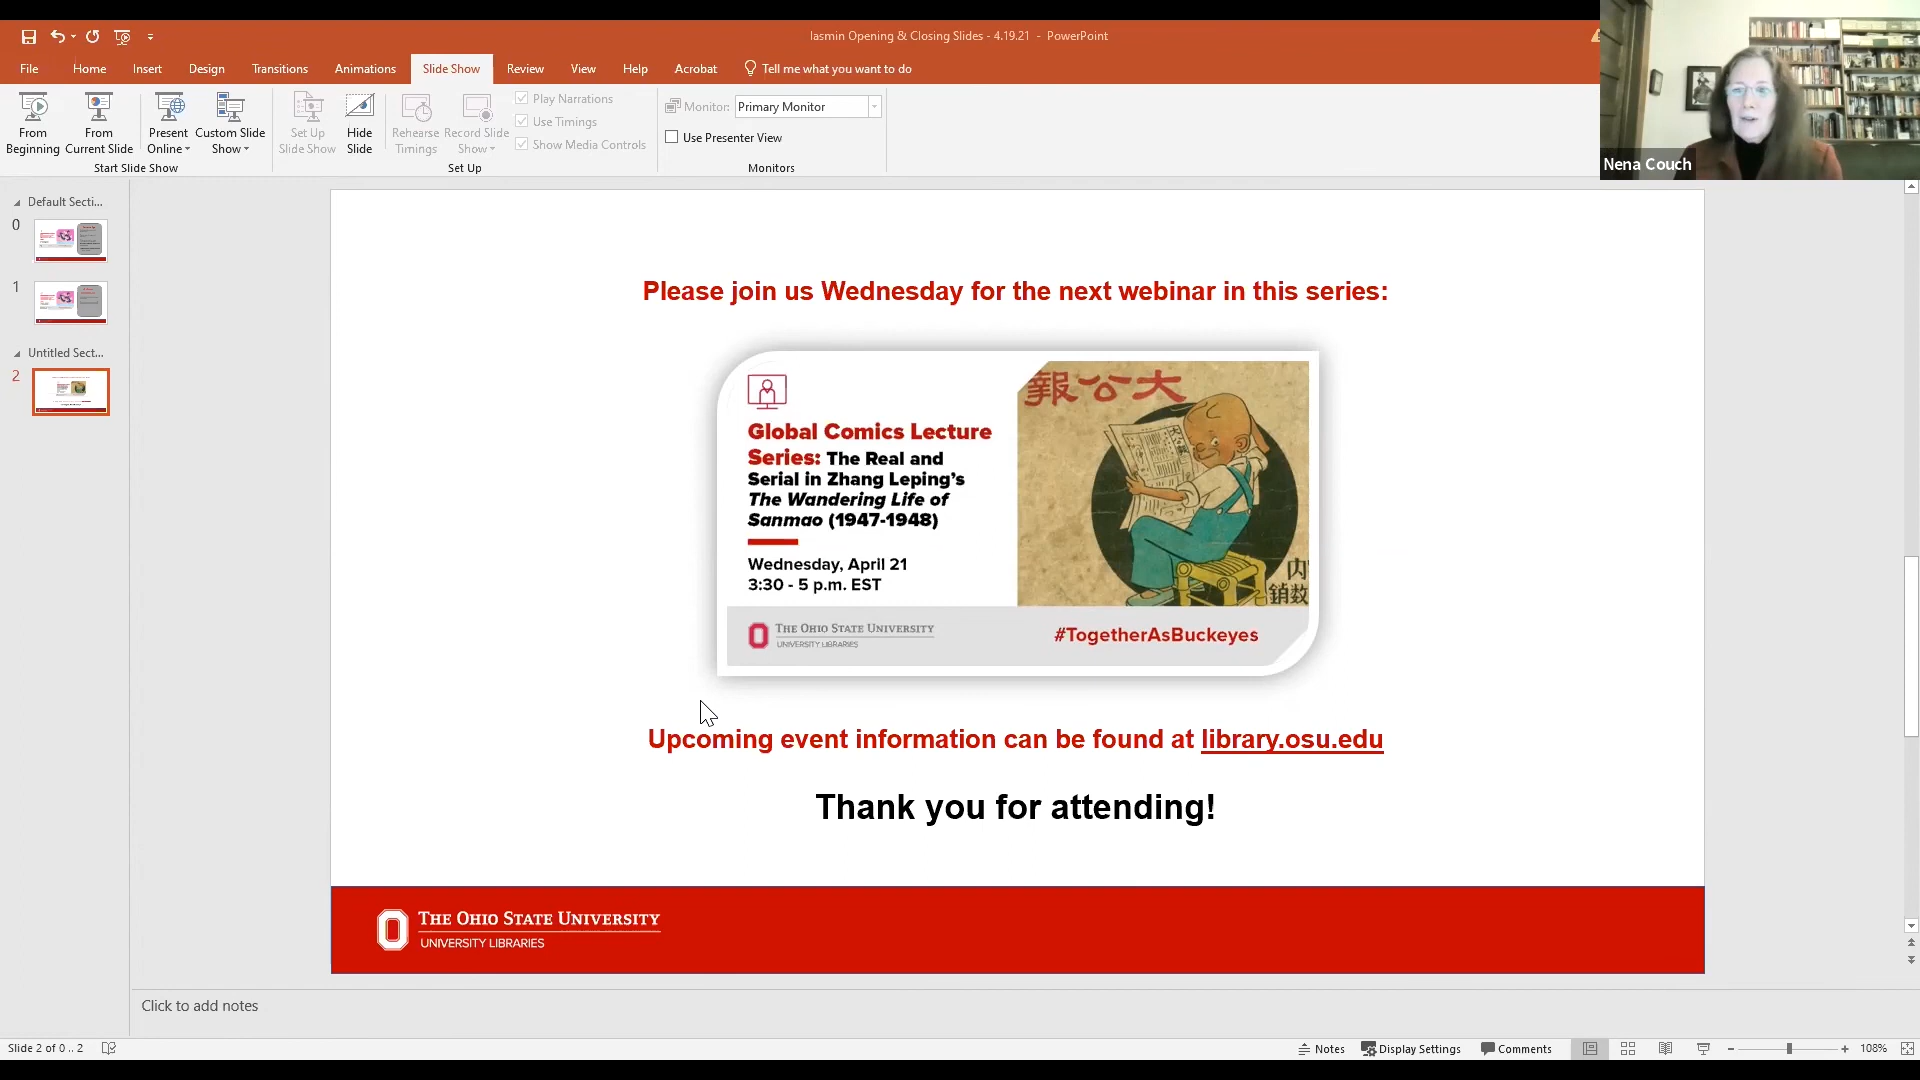 Iasmin Opening & Closing Slides - 4.19.21 - PowerPoint
File Home Insert Design Transitions Animations Slide Show Review View Help Acrobat Tell me what you want to do
From Beginning
From Current Slide
Present Online
Custom Slide Show
Start Slide Show
Set Up Slide Show
Hide Slide
Rehearse Timings
Record Slide Show
Play Narrations
Use Timings
Show Media Controls
Set Up
Monitor: Primary Monitor
Use Presenter View
Monitors
Nena Couch
Default Secti...
0
1
Untitled Sect...
2
Please join us Wednesday for the next webinar in this series:
Global Comics Lecture
Series: The Real and
Serial in Zhang Leping's
The Wandering Life of
Sanmao (1947-1948)
Wednesday, April 21
3:30 - 5 p.m. EST
報公大
内
銷数
THE OHIO STATE UNIVERSITY
UNIVERSITY LIBRARIES
#TogetherAsBuckeyes
Upcoming event information can be found at library.osu.edu
Thank you for attending!
THE OHIO STATE UNIVERSITY
UNIVERSITY LIBRARIES
Click to add notes
Slide 2 of 0 .. 2
Notes Display Settings Comments 108%